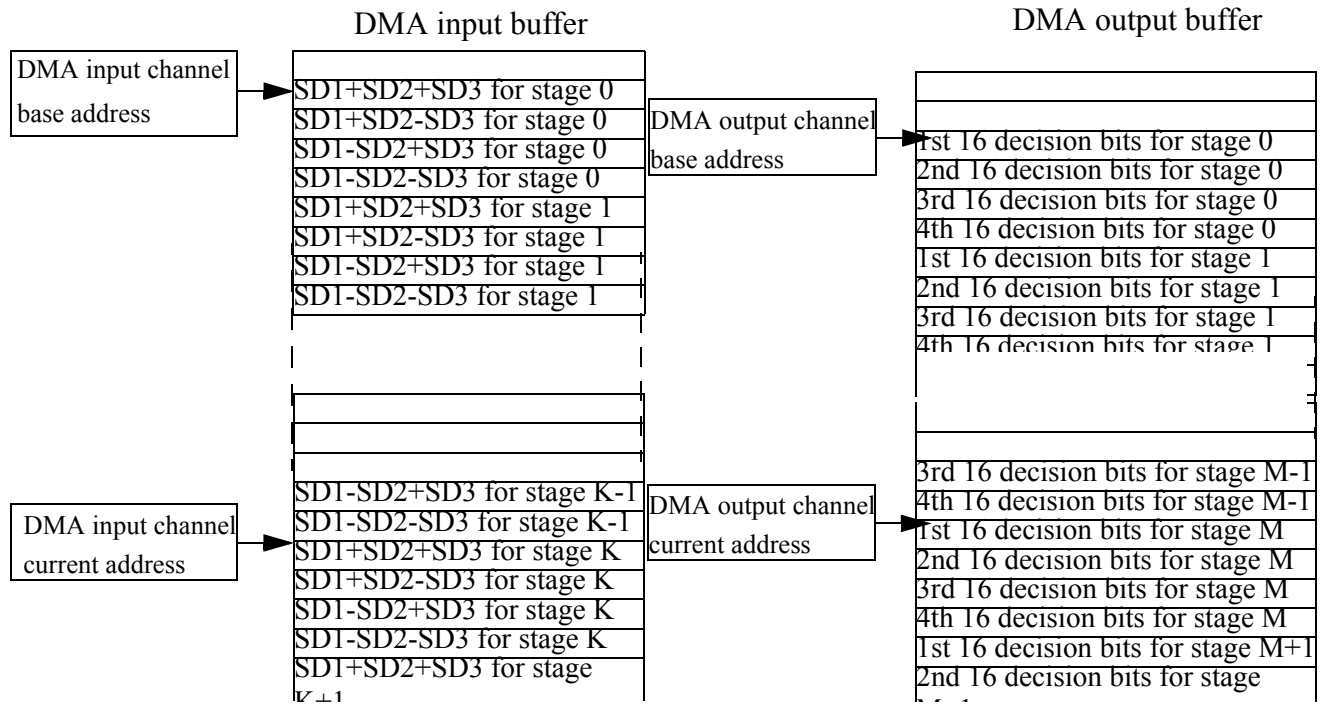 DMA input buffer
DMA output buffer
DMA input channel
base address
SD1+SD2+SD3 for stage 0
SD1+SD2-SD3 for stage 0
SD1-SD2+SD3 for stage 0
SD1-SD2-SD3 for stage 0
SD1+SD2+SD3 for stage 1
SD1+SD2-SD3 for stage 1
SD1-SD2+SD3 for stage 1
SD1-SD2-SD3 for stage 1
DMA output channel
base address
1st 16 decision bits for stage 0
2nd 16 decision bits for stage 0
3rd 16 decision bits for stage 0
4th 16 decision bits for stage 0
1st 16 decision bits for stage 1
2nd 16 decision bits for stage 1
3rd 16 decision bits for stage 1
4th 16 decision bits for stage 1
DMA input channel
current address
SD1-SD2+SD3 for stage K-1
SD1-SD2-SD3 for stage K-1
SD1+SD2+SD3 for stage K
SD1+SD2-SD3 for stage K
SD1-SD2+SD3 for stage K
SD1-SD2-SD3 for stage K
SD1+SD2+SD3 for stage
K+1
DMA output channel
current address
3rd 16 decision bits for stage M-1
4th 16 decision bits for stage M-1
1st 16 decision bits for stage M
2nd 16 decision bits for stage M
3rd 16 decision bits for stage M
4th 16 decision bits for stage M
1st 16 decision bits for stage M+1
2nd 16 decision bits for stage